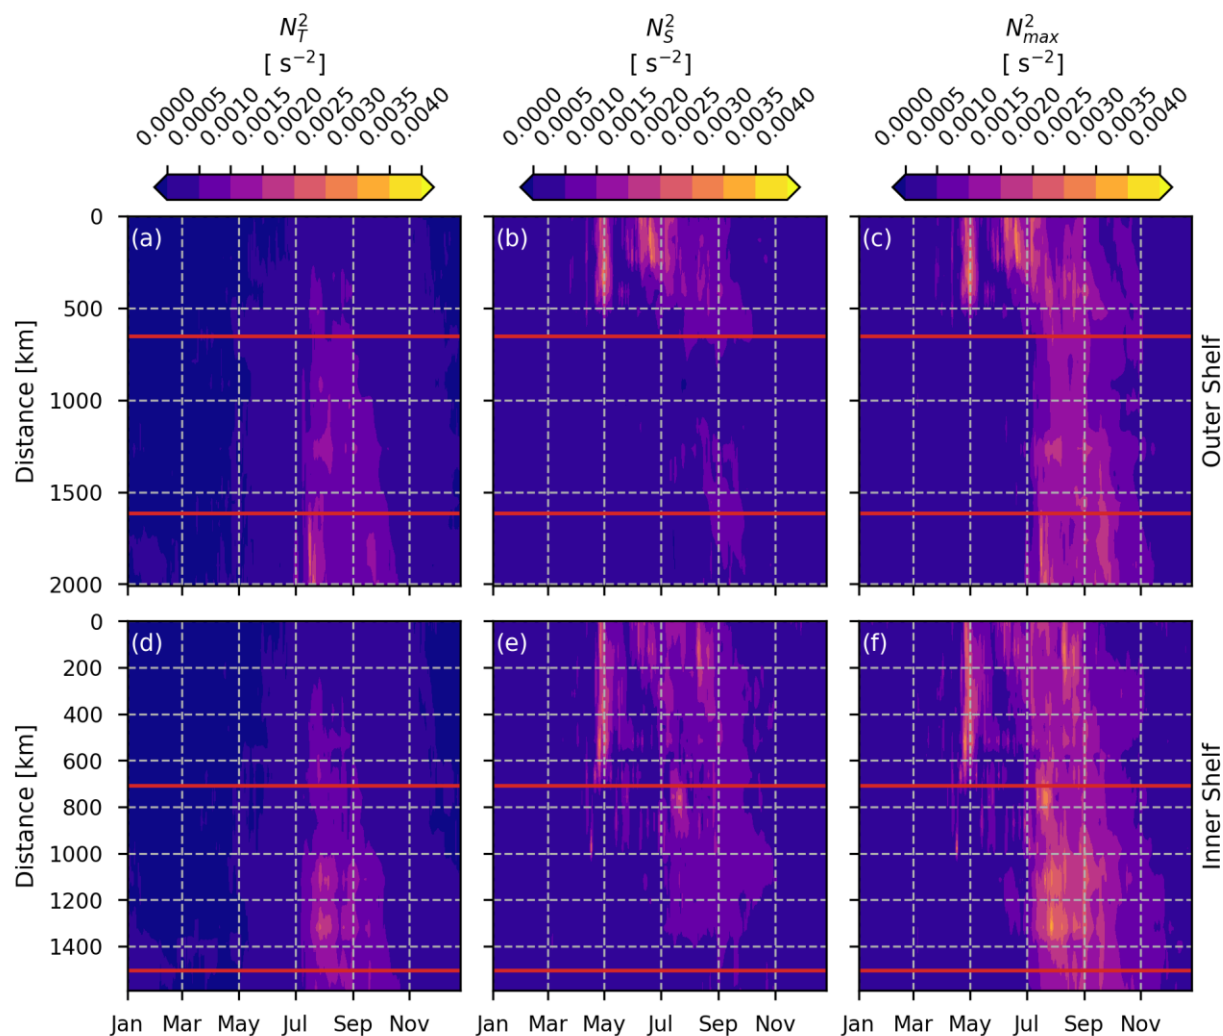 N_T^2 N_S^2 N_max^2
[ s^−2] [ s^−2] [ s^−2]
0.0000 0.0005 0.0010 0.0015 0.0020 0.0025 0.0030 0.0035 0.0040 0.0000 0.0005 0.0010 0.0015 0.0020 0.0025 0.0030 0.0035 0.0040 0.0000 0.0005 0.0010 0.0015 0.0020 0.0025 0.0030 0.0035 0.0040
(a) (b) (c)
0
500
1000
1500
2000
Distance [km]
Outer Shelf
(d) (e) (f)
0
200
400
600
800
1000
1200
1400
Distance [km]
Inner Shelf
Jan Mar May Jul Sep Nov Jan Mar May Jul Sep Nov Jan Mar May Jul Sep Nov